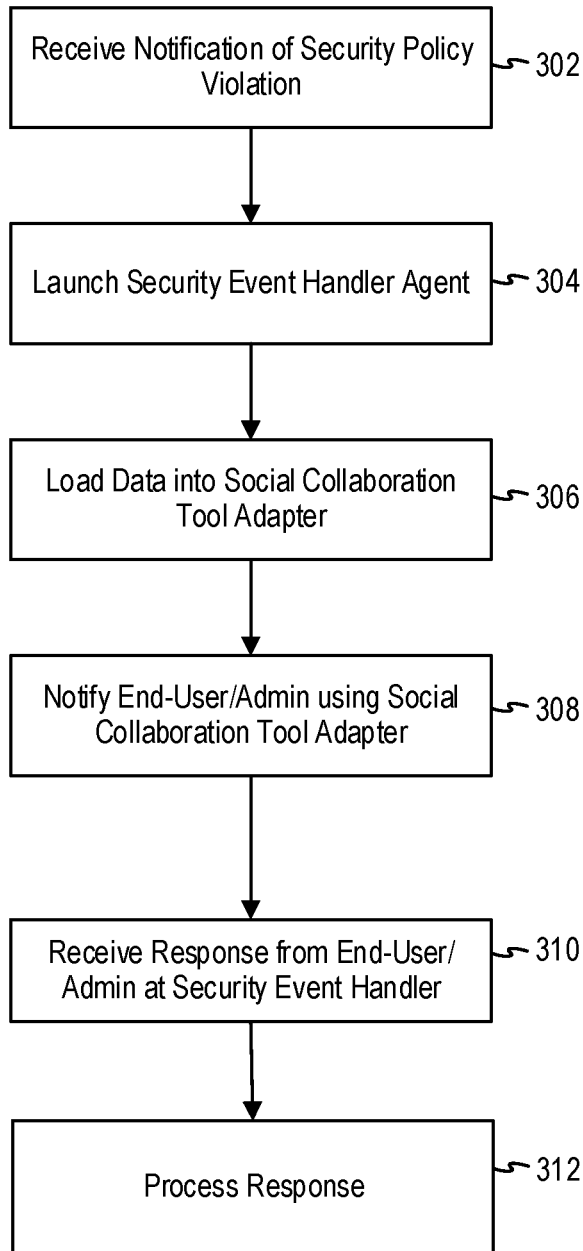 Receive Notification of Security Policy
Violation
302
Launch Security Event Handler Agent
304
Load Data into Social Collaboration
Tool Adapter
306
Notify End-User/Admin using Social
Collaboration Tool Adapter
308
Receive Response from End-User/
Admin at Security Event Handler
310
Process Response
312